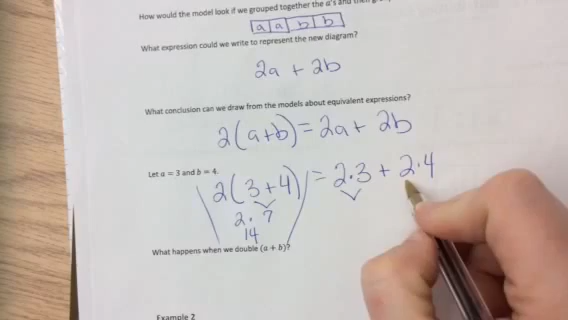 How would the model look if we grouped together the a's and
a a b b
What expression could we write to represent the new diagram?
2a + 2b
What conclusion can we draw from the models about equivalent expressions?
2(a+b) = 2a + 2b
Let a = 3 and b = 4.
2(3+4) = 2·3 + 2·4
2 · 7
14
What happens when we double (a + b)?
Example 2